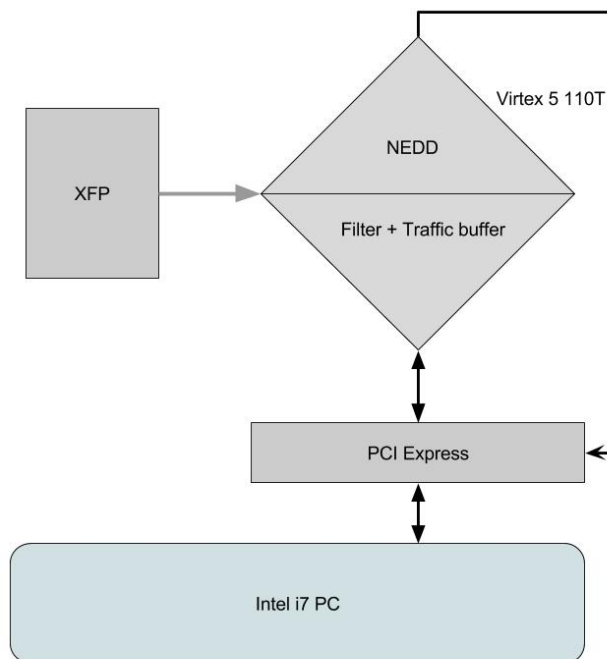 Virtex 5 110T
NEDD
XFP
Filter + Traffic buffer
PCI Express
Intel i7 PC